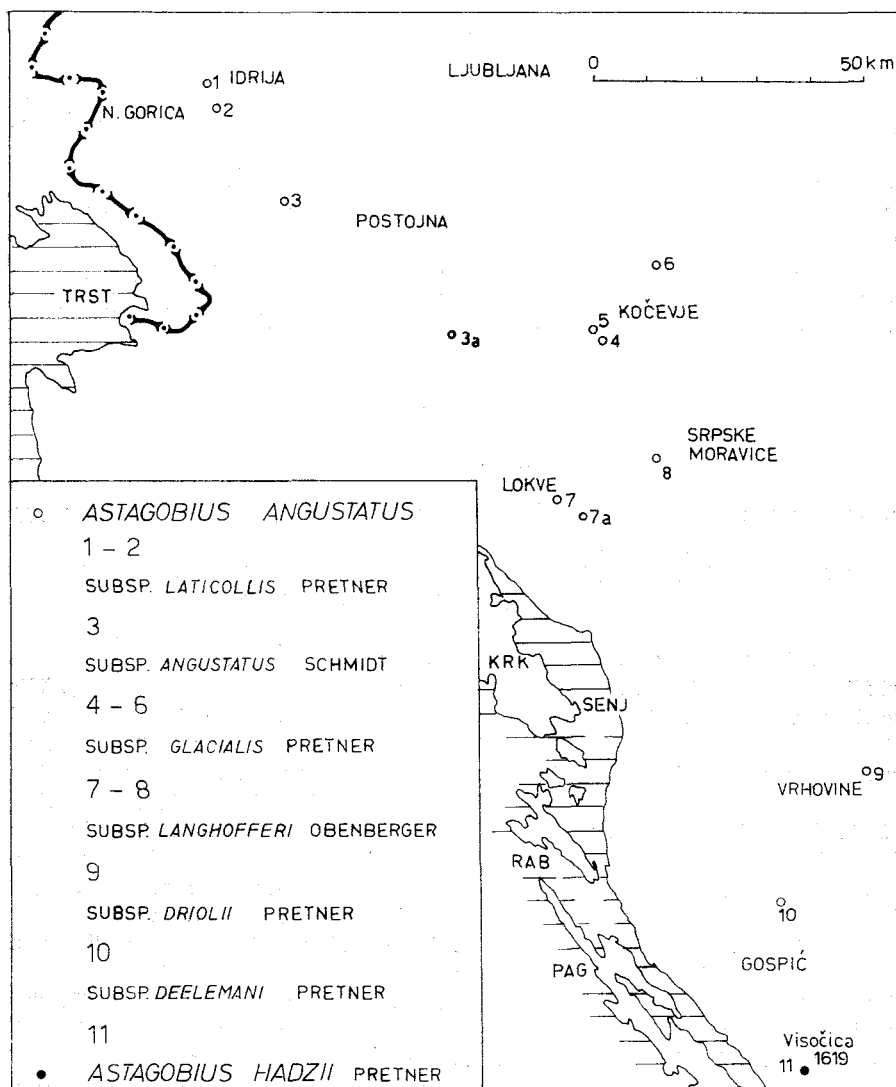 0 50 km
LJUBLJANA
1 IDRIJA
N. GORICA 2
3
POSTOJNA
6
TRST
5 KOČEVJE
4
3a
SRPSKE
MORAVICE
8
LOKVE 7
7a
KRK
SENJ
VRHOVINE 9
RAB
10
PAG
GOSPIĆ
Visočica
11 1619
ASTAGOBIUS ANGUSTATUS
1 – 2
SUBSP. LATICOLLIS PRETNER
3
SUBSP. ANGUSTATUS SCHMIDT
4 – 6
SUBSP. GLACIALIS PRETNER
7 – 8
SUBSP. LANGHOFFERI OBENBERGER
9
SUBSP. DRIOLII PRETNER
10
SUBSP. DEELEMANI PRETNER
11
ASTAGOBIUS HADZII PRETNER